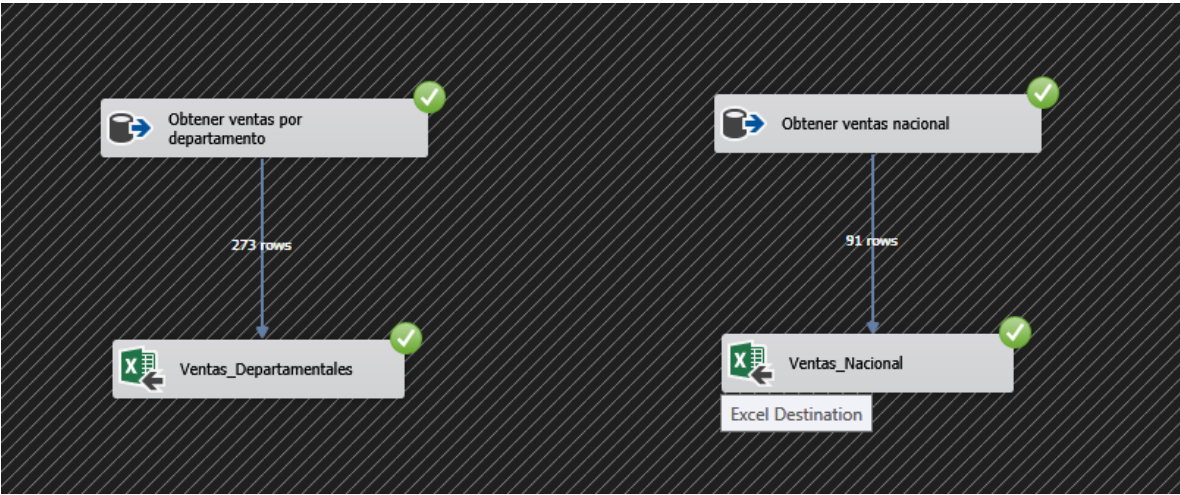 Obtener ventas por
departamento
Obtener ventas nacional
273 rows
91 rows
Ventas_Departamentales
Ventas_Nacional
Excel Destination